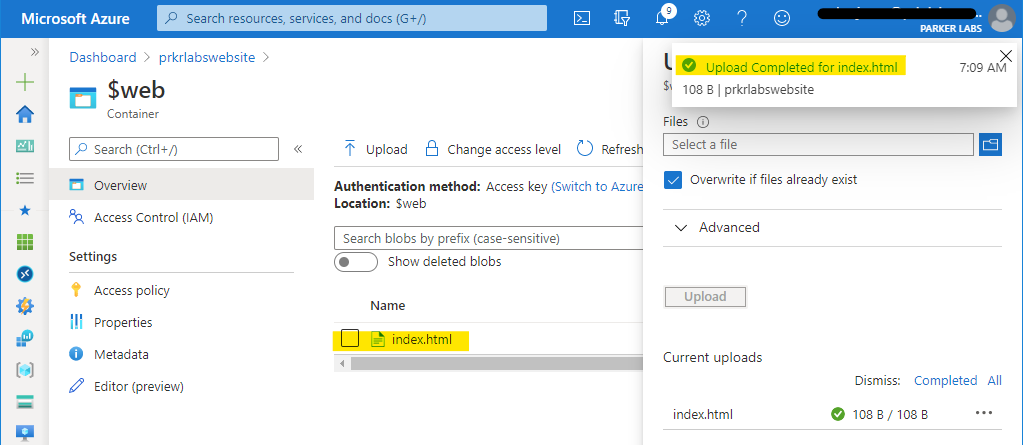 Microsoft Azure
Search resources, services, and docs (G+/)
9
PARKER LABS
Dashboard > prkrlabswebsite >
$web
Container
Search (Ctrl+/)
«
Overview
Access Control (IAM)
Settings
Access policy
Properties
Metadata
Editor (preview)
Upload
Change access level
Refresh
Authentication method: Access key (Switch to Azure
Location: $web
Search blobs by prefix (case-sensitive)
Show deleted blobs
Name
index.html
Upload Completed for index.html
7:09 AM
108 B | prkrlabswebsite
Files
Select a file
Overwrite if files already exist
Advanced
Upload
Current uploads
Dismiss: Completed All
index.html
108 B / 108 B